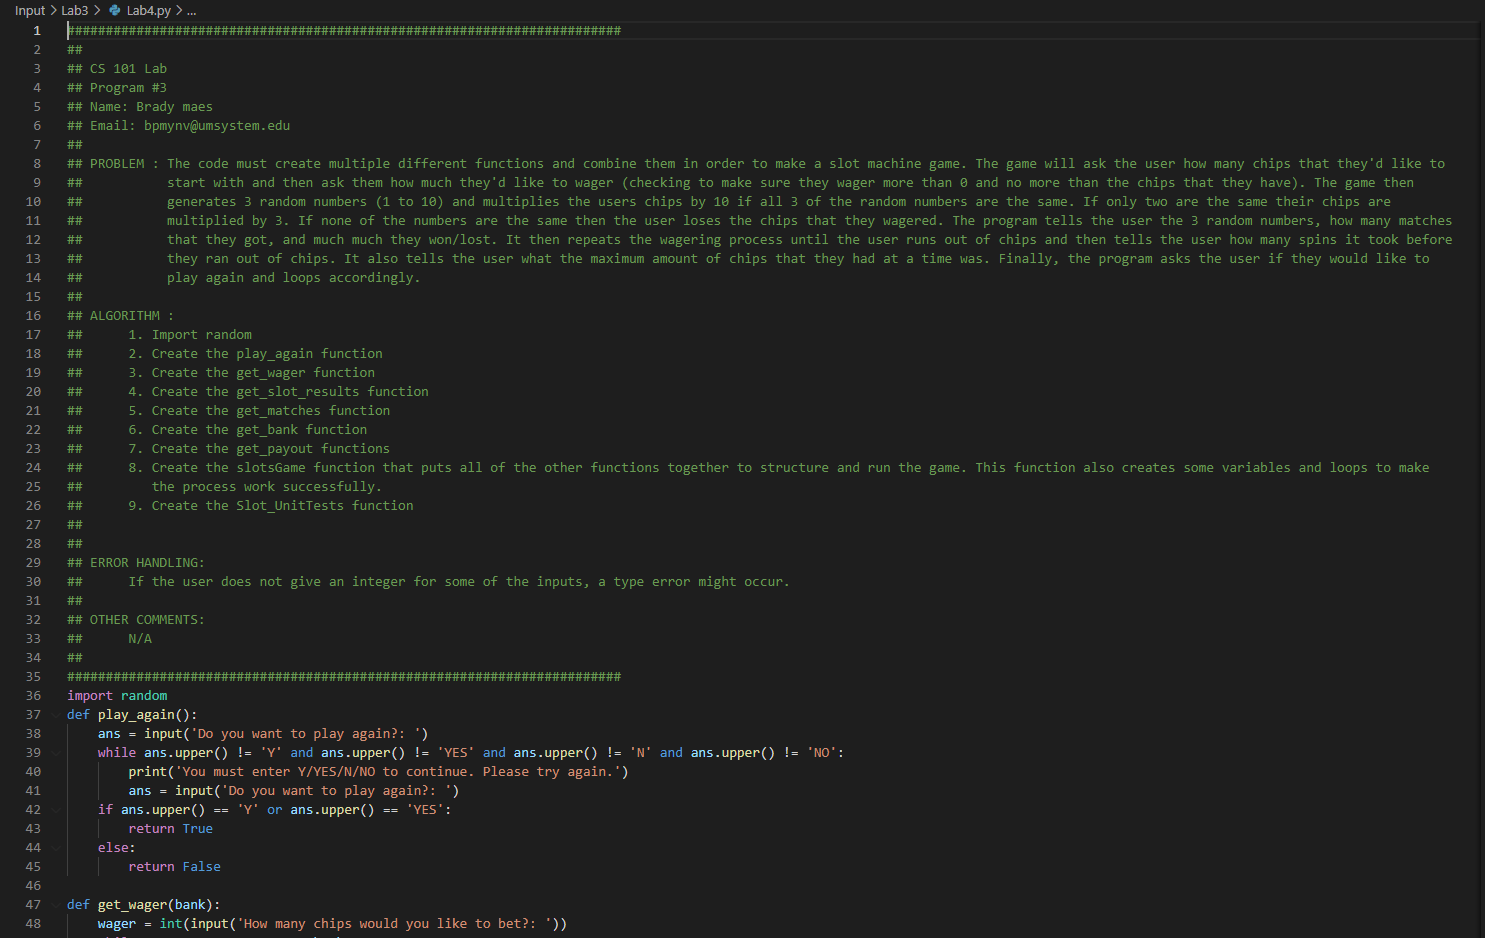 Input > Lab3 > Lab4.py > ...
1 ########################################################################
2 ##
3 ## CS 101 Lab
4 ## Program #3
5 ## Name: Brady maes
6 ## Email: bpmynv@umsystem.edu
7 ##
8 ## PROBLEM : The code must create multiple different functions and combine them in order to make a slot machine game. The game will ask the user how many chips that they'd like to
9 ##           start with and then ask them how much they'd like to wager (checking to make sure they wager more than 0 and no more than the chips that they have). The game then
10 ##           generates 3 random numbers (1 to 10) and multiplies the users chips by 10 if all 3 of the random numbers are the same. If only two are the same their chips are
11 ##           multiplied by 3. If none of the numbers are the same then the user loses the chips that they wagered. The program tells the user the 3 random numbers, how many matches
12 ##           that they got, and much much they won/lost. It then repeats the wagering process until the user runs out of chips and then tells the user how many spins it took before
13 ##           they ran out of chips. It also tells the user what the maximum amount of chips that they had at a time was. Finally, the program asks the user if they would like to
14 ##           play again and loops accordingly.
15 ##
16 ## ALGORITHM :
17 ##      1. Import random
18 ##      2. Create the play_again function
19 ##      3. Create the get_wager function
20 ##      4. Create the get_slot_results function
21 ##      5. Create the get_matches function
22 ##      6. Create the get_bank function
23 ##      7. Create the get_payout functions
24 ##      8. Create the slotsGame function that puts all of the other functions together to structure and run the game. This function also creates some variables and loops to make
25 ##         the process work successfully.
26 ##      9. Create the Slot_UnitTests function
27 ##
28 ##
29 ## ERROR HANDLING:
30 ##      If the user does not give an integer for some of the inputs, a type error might occur.
31 ##
32 ## OTHER COMMENTS:
33 ##      N/A
34 ##
35 ########################################################################
36 import random
37 def play_again():
38     ans = input('Do you want to play again?: ')
39     while ans.upper() != 'Y' and ans.upper() != 'YES' and ans.upper() != 'N' and ans.upper() != 'NO':
40         print('You must enter Y/YES/N/NO to continue. Please try again.')
41         ans = input('Do you want to play again?: ')
42     if ans.upper() == 'Y' or ans.upper() == 'YES':
43         return True
44     else:
45         return False
46
47 def get_wager(bank):
48     wager = int(input('How many chips would you like to bet?: '))